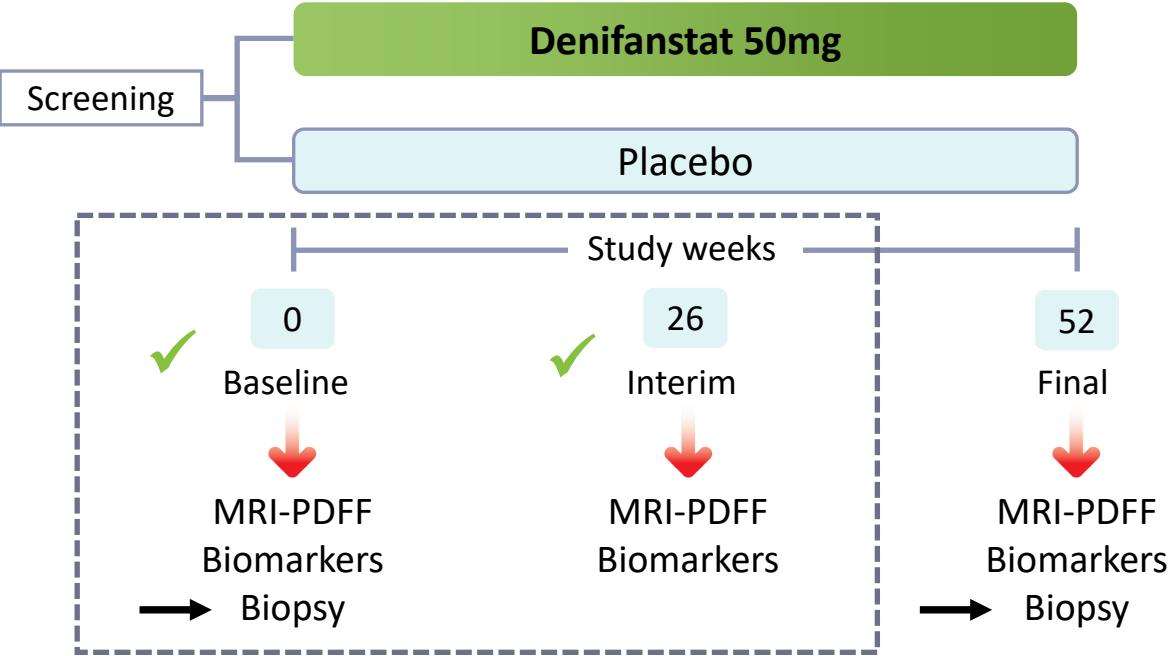 Denifanstat 50mg
Screening
Placebo
Study weeks
0
26
52
Baseline
Interim
Final
MRI-PDFF
Biomarkers
Biopsy
MRI-PDFF
Biomarkers
MRI-PDFF
Biomarkers
Biopsy